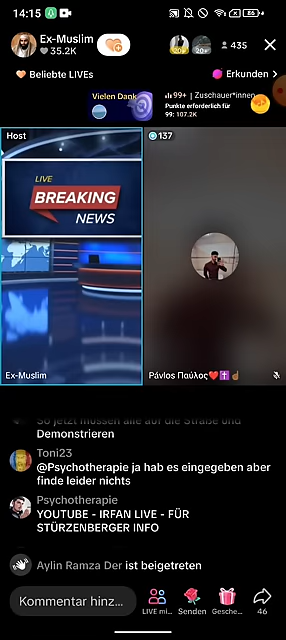 14:15
Ex-Muslim
35.2K
435
Beliebte LIVEs
Erkunden
Vielen Dank
99+ | Zuschauer*innen
Punkte erforderlich für
99: 107.2K
Host
137
LIVE
BREAKING
NEWS
Ex-Muslim
Pávlos Παύλος❤️✝️☝🏾
So jetzt müssen alle auf die Straße und
Demonstrieren
Toni23
@Psychotherapie ja hab es eingegeben aber
finde leider nichts
Psychotherapie
YOUTUBE - IRFAN LIVE - FÜR
STÜRZENBERGER INFO
Aylin Ramza Der ist beigetreten
Kommentar hinz...
LIVE mi...
Senden
Gesche...
46